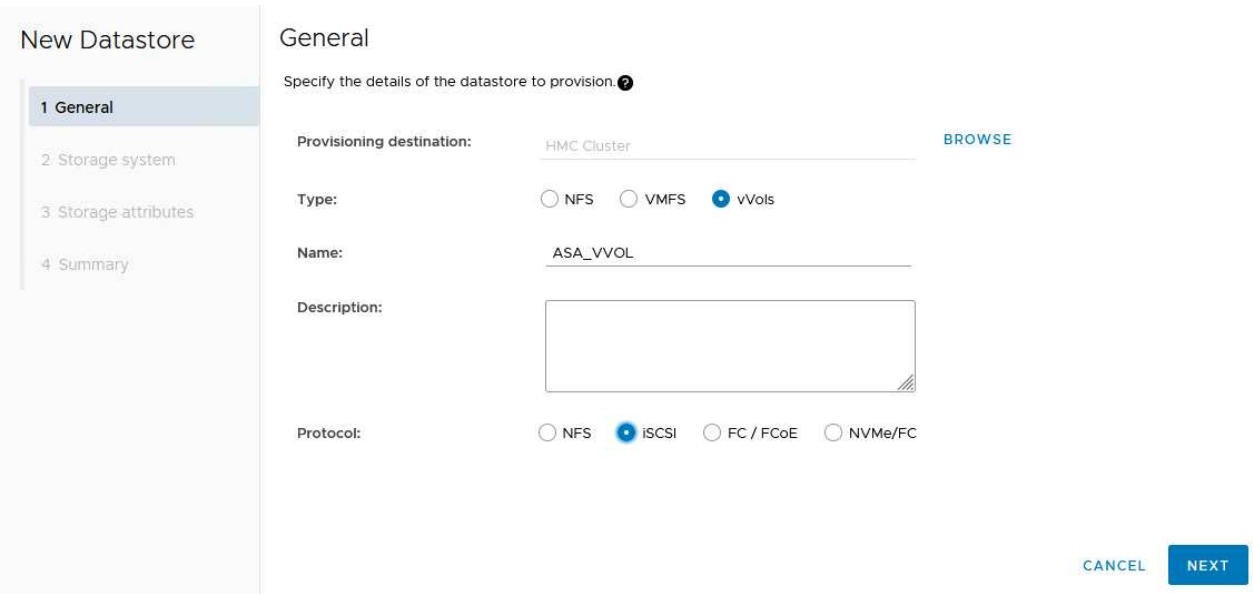 New Datastore
1 General
2 Storage system
3 Storage attributes
4 Summary
General
Specify the details of the datastore to provision.?
Provisioning destination: HMC Cluster BROWSE
Type: NFS VMFS vVols
Name: ASA_VVOL
Description:
Protocol: NFS iSCSI FC / FCoE NVMe/FC
CANCEL NEXT